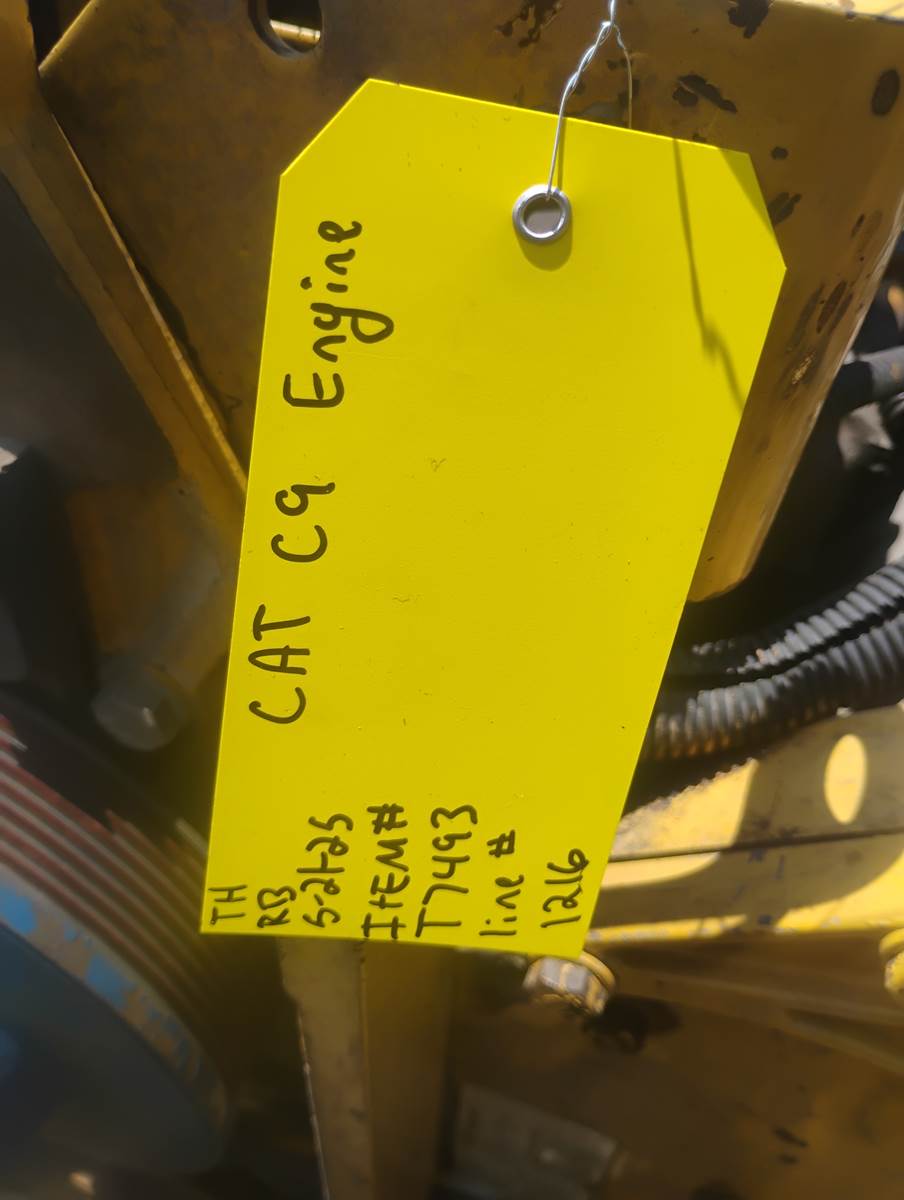 CAT C9 Engine
TH
RB
5-21-25
ITEM#
T7493
line #
1216